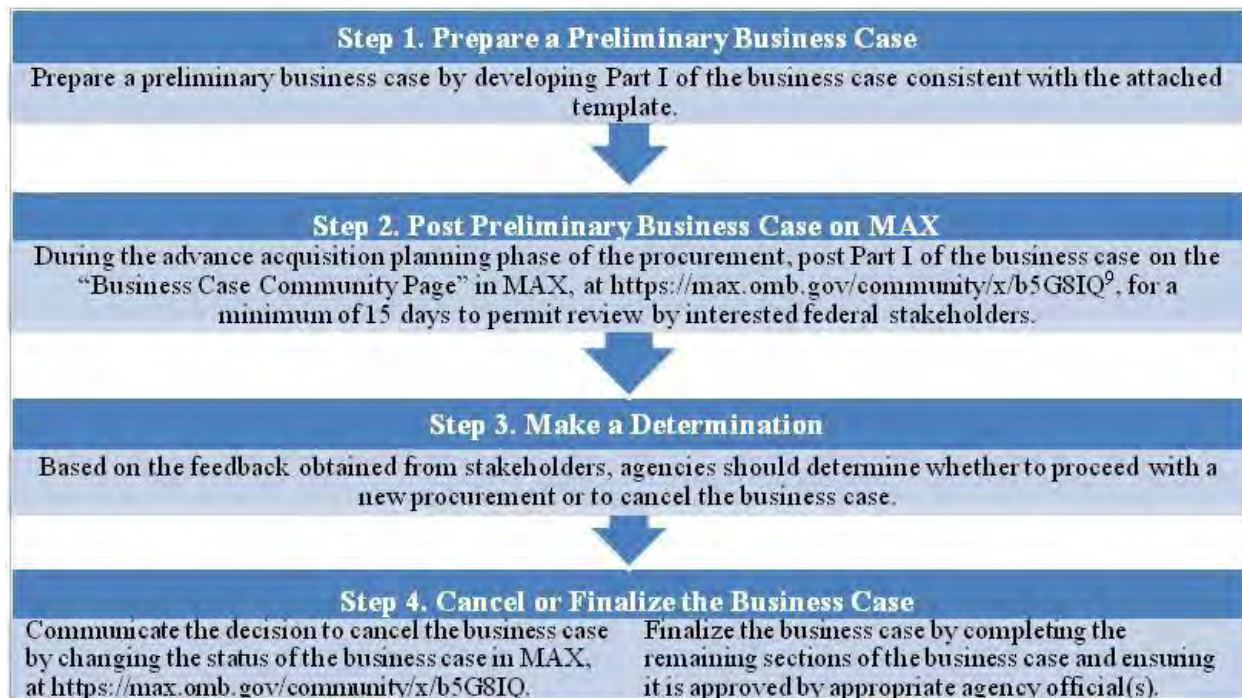 Step 1. Prepare a Preliminary Business Case
Prepare a preliminary business case by developing Part I of the business case consistent with the attached
template.
Step 2. Post Preliminary Business Case on MAX
During the advance acquisition planning phase of the procurement, post Part I of the business case on the
“Business Case Community Page” in MAX, at https://max.omb.gov/community/x/b5G8IQ⁹, for a
minimum of 15 days to permit review by interested federal stakeholders.
Step 3. Make a Determination
Based on the feedback obtained from stakeholders, agencies should determine whether to proceed with a
new procurement or to cancel the business case.
Step 4. Cancel or Finalize the Business Case
Communicate the decision to cancel the business case
by changing the status of the business case in MAX,
at https://max.omb.gov/community/x/b5G8IQ.
Finalize the business case by completing the
remaining sections of the business case and ensuring
it is approved by appropriate agency official(s).